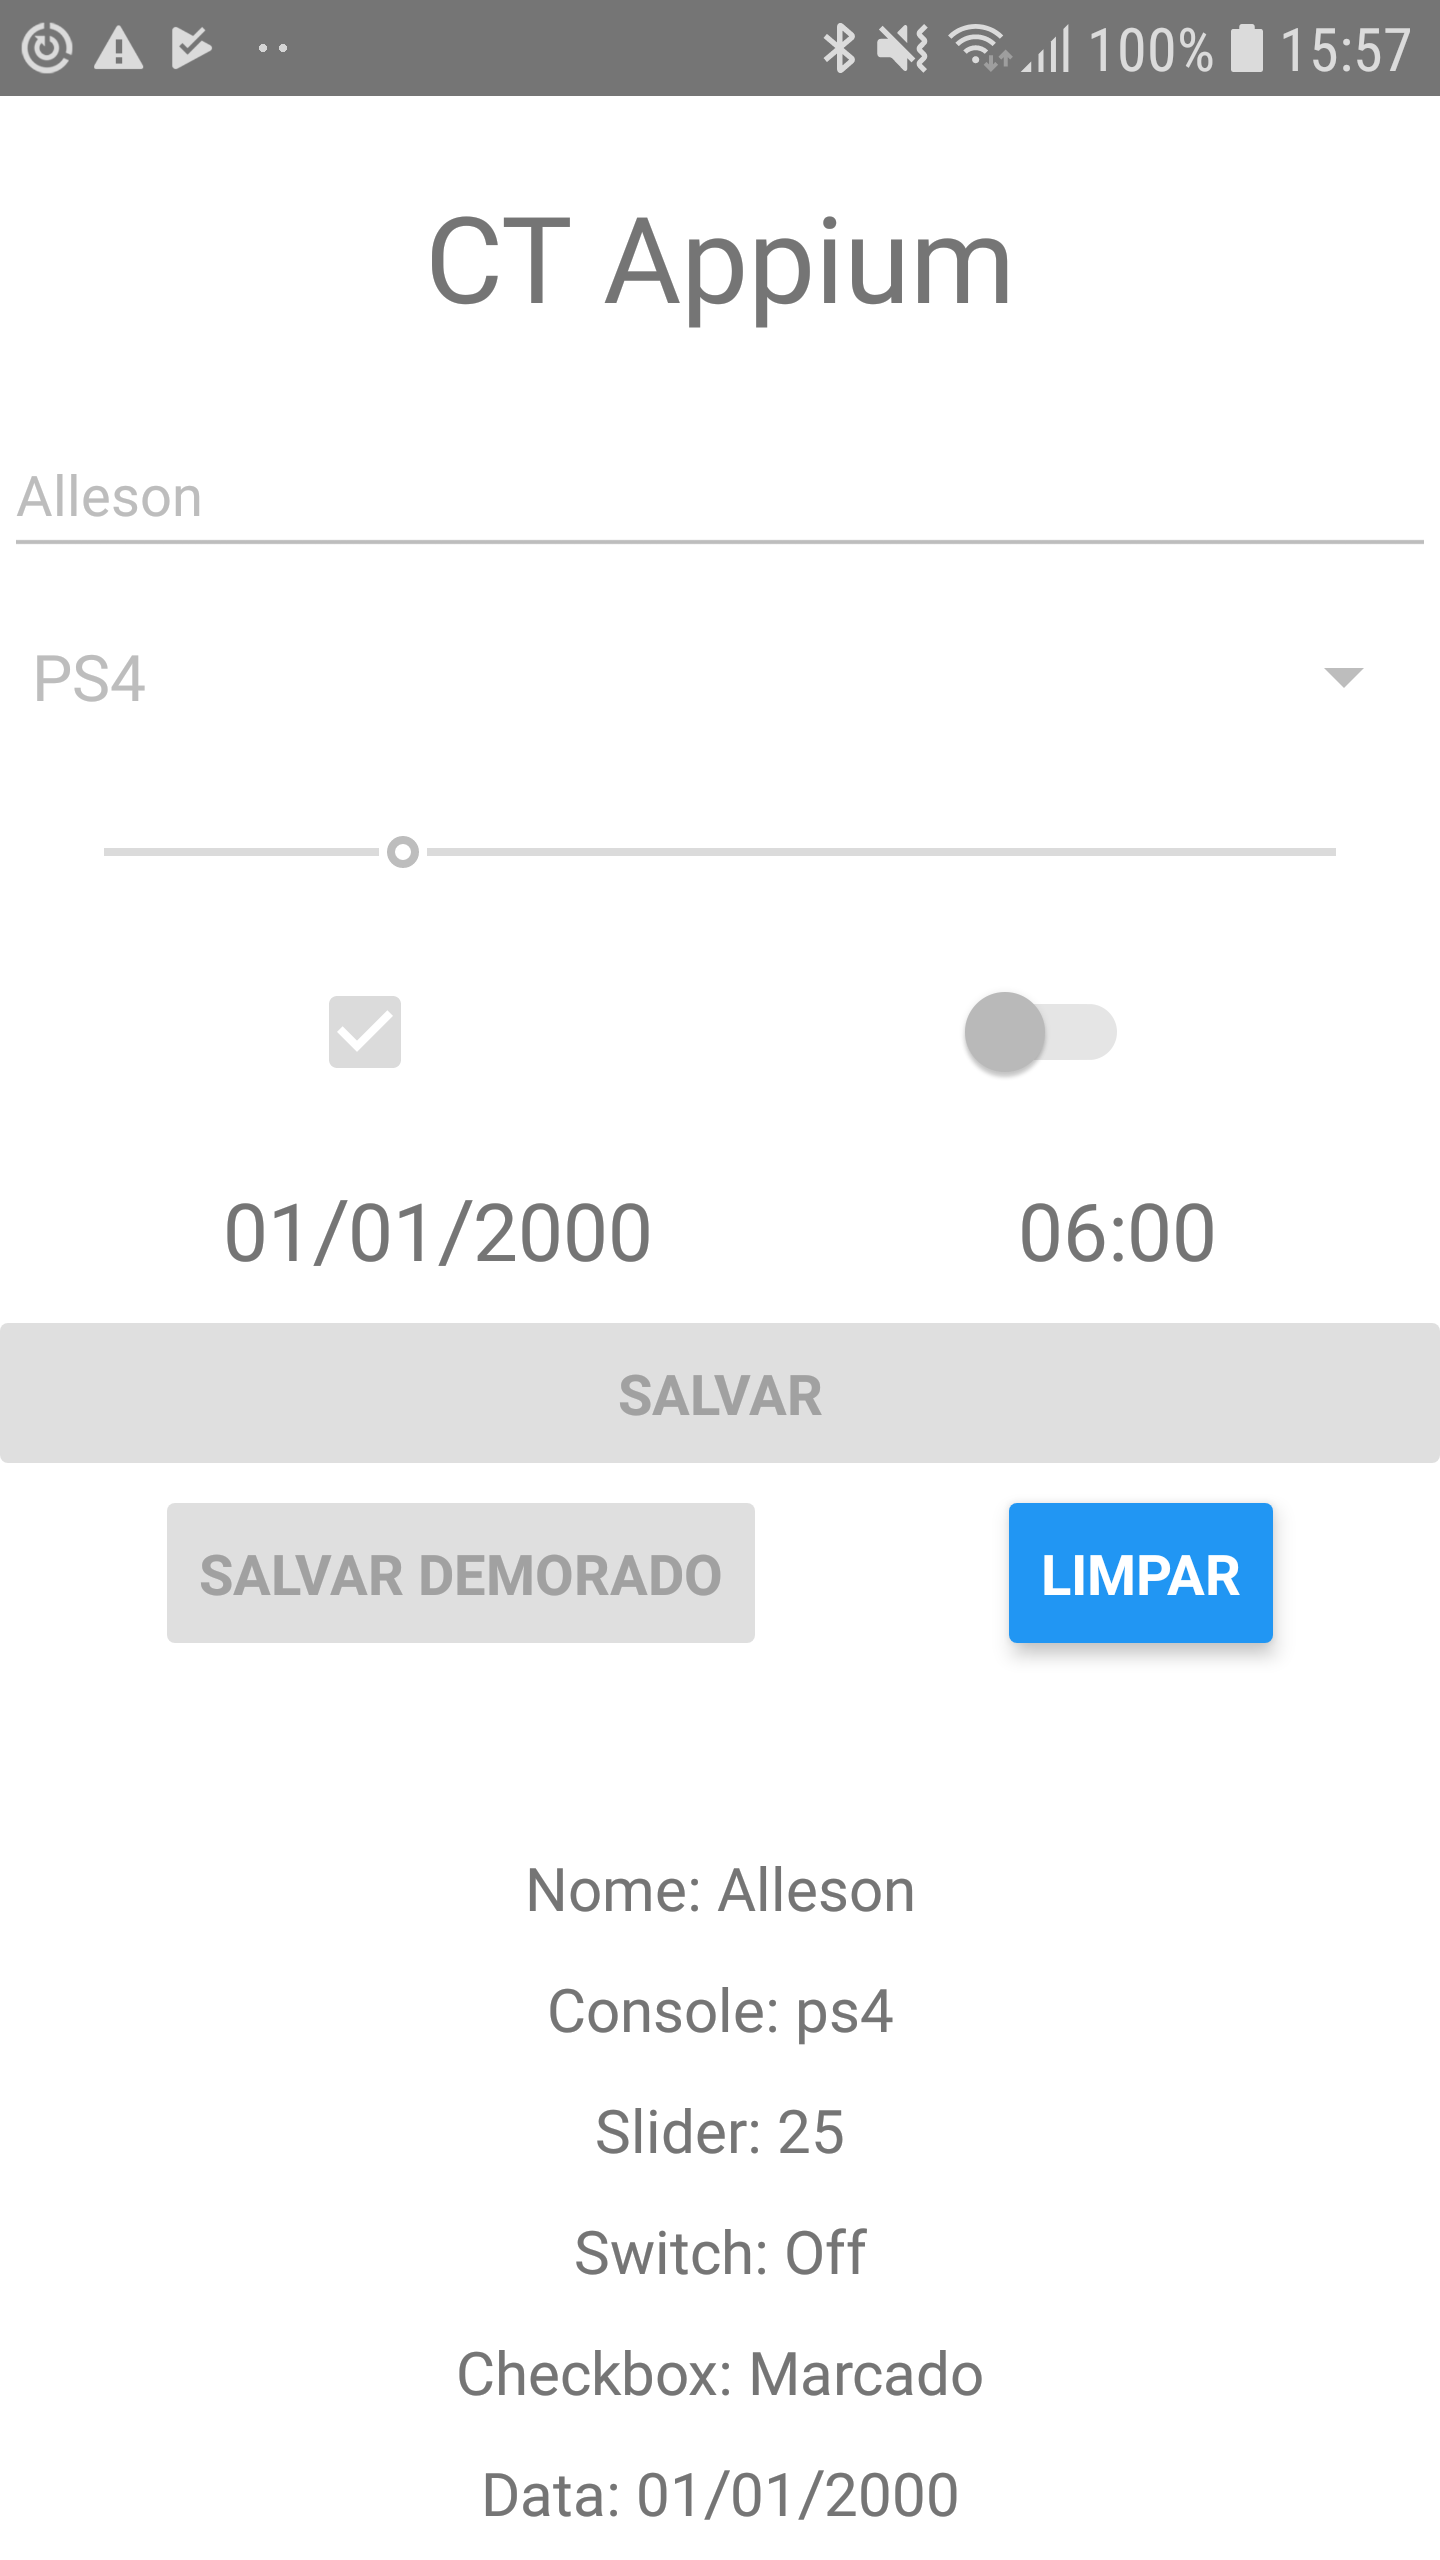 100% 15:57
CT Appium
Alleson
PS4
01/01/2000 06:00
SALVAR
SALVAR DEMORADO LIMPAR
Nome: Alleson
Console: ps4
Slider: 25
Switch: Off
Checkbox: Marcado
Data: 01/01/2000